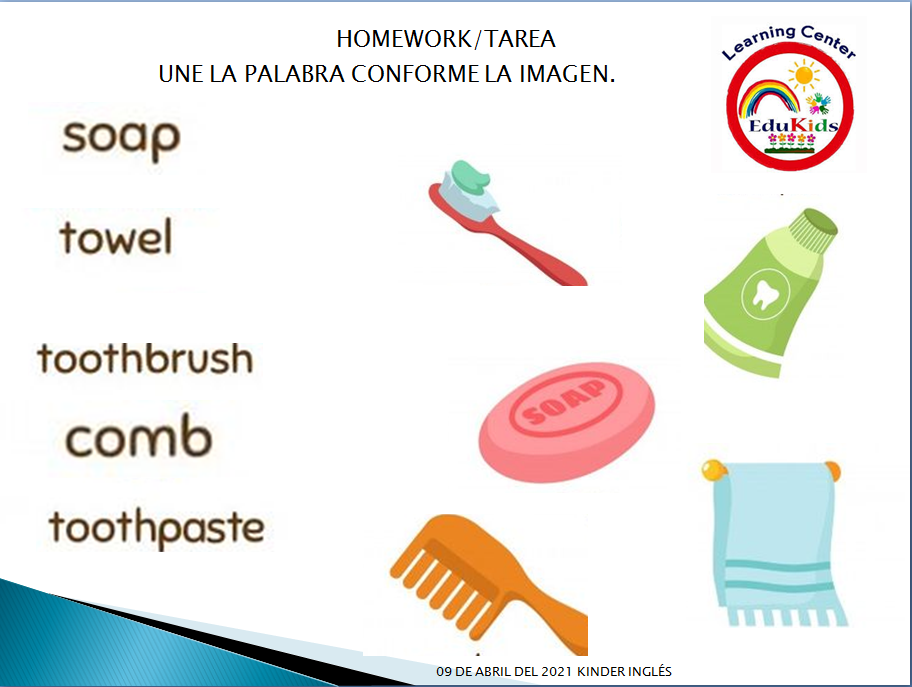 HOMEWORK/TAREA
UNE LA PALABRA CONFORME LA IMAGEN.
Learning Center
EduKids
soap
towel
toothbrush
SOAP
comb
toothpaste
09 DE ABRIL DEL 2021 KINDER INGLÉS